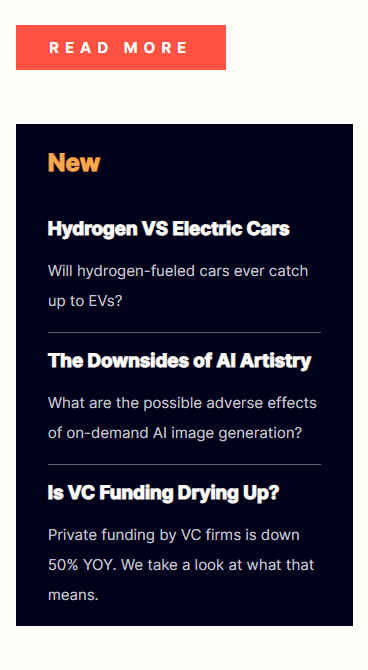 READ MORE
New
Hydrogen VS Electric Cars
Will hydrogen-fueled cars ever catch
up to EVs?
The Downsides of AI Artistry
What are the possible adverse effects
of on-demand AI image generation?
Is VC Funding Drying Up?
Private funding by VC firms is down
50% YOY. We take a look at what that
means.